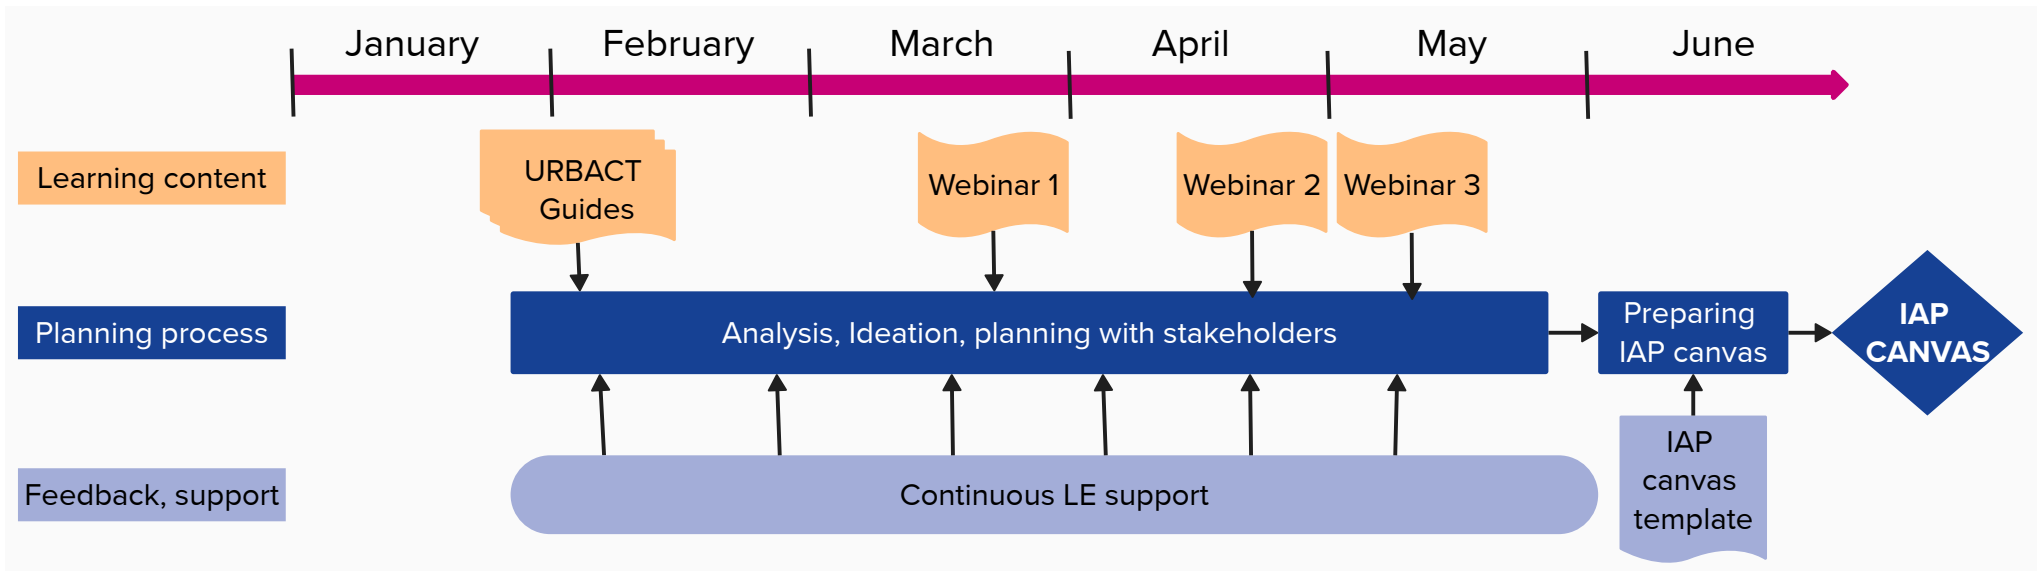 January
February
March
April
May
June
Learning content
URBACT
Guides
Webinar 1
Webinar 2
Webinar 3
Planning process
Analysis, Ideation, planning with stakeholders
Preparing
IAP canvas
IAP
CANVAS
Feedback, support
Continuous LE support
IAP
canvas
template